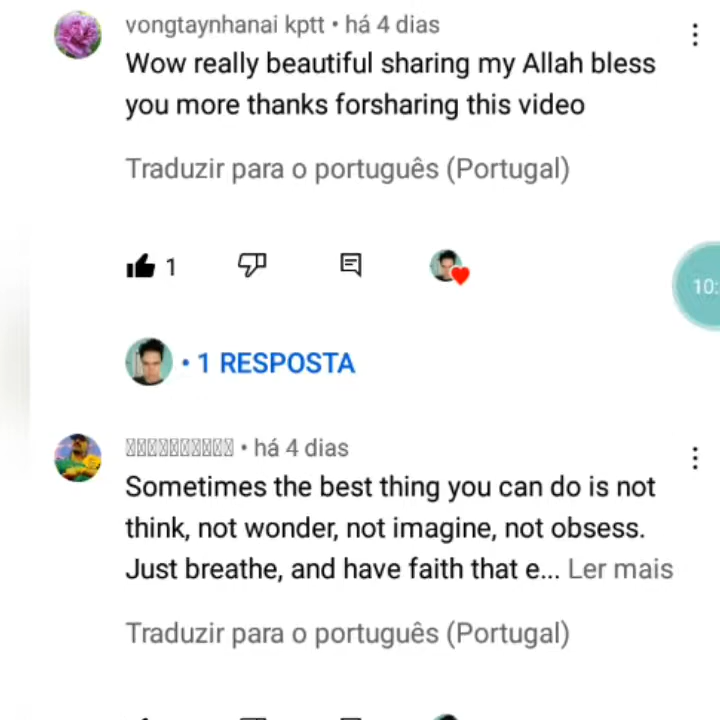 vongtaynhanai kptt • há 4 dias
Wow really beautiful sharing my Allah bless
you more thanks forsharing this video
Traduzir para o português (Portugal)
1
10:
• 1 RESPOSTA
• há 4 dias
Sometimes the best thing you can do is not
think, not wonder, not imagine, not obsess.
Just breathe, and have faith that e... Ler mais
Traduzir para o português (Portugal)